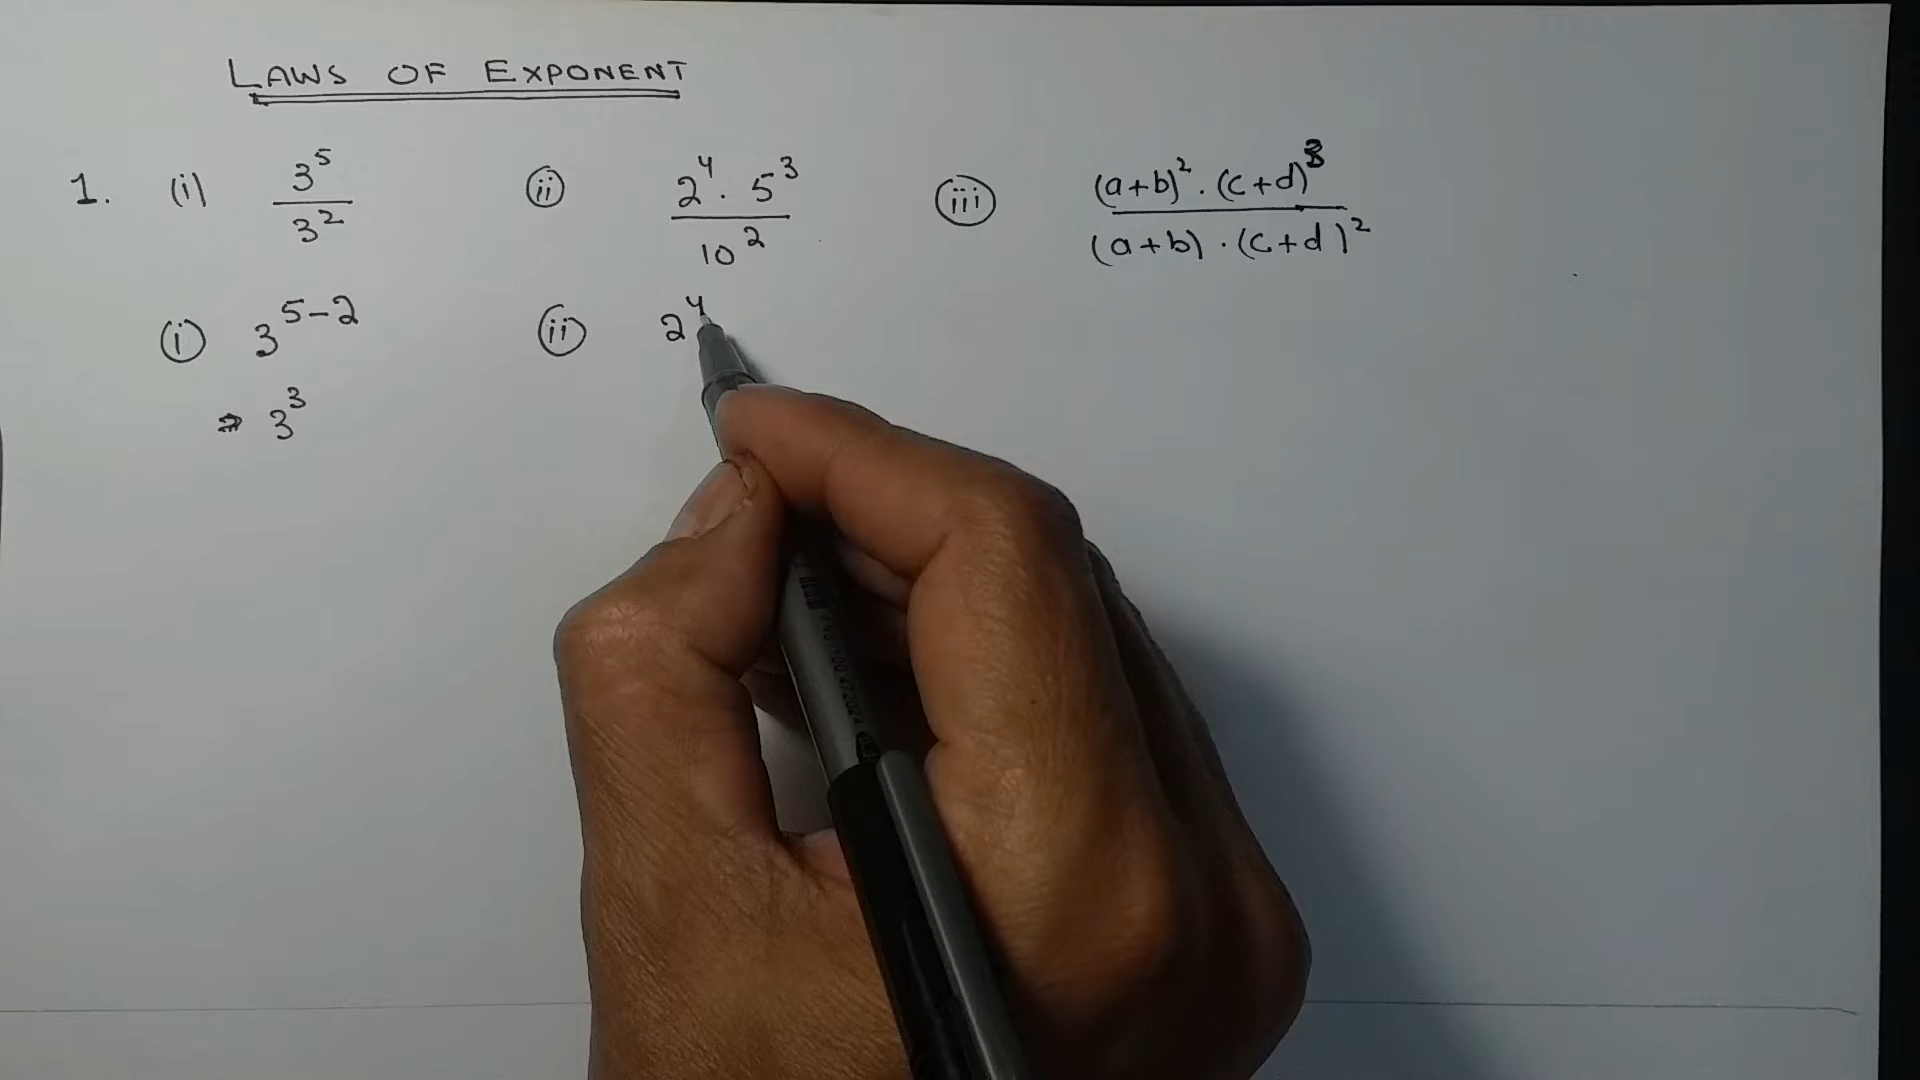 LAWS OF EXPONENT
1. (i) 3^5 / 3^2 (ii) 2^4 . 5^3 / 10^2 (iii) (a+b)^2 . (c+d)^3 / (a+b) . (c+d)^2
(i) 3^5-2 (ii) 2^4
⇒ 3^3